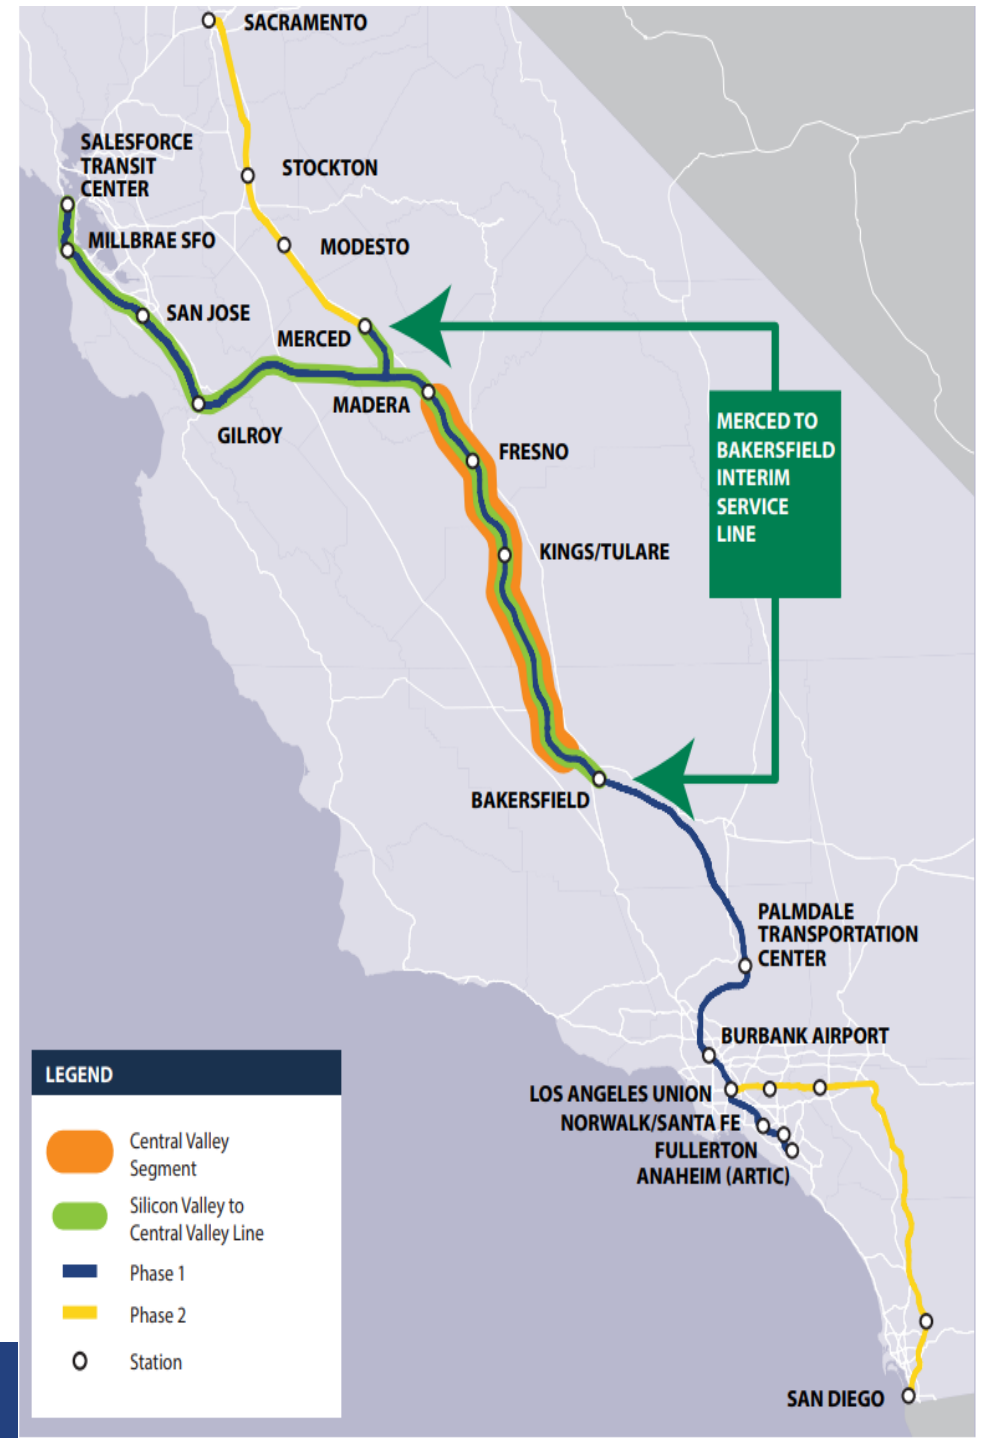 SACRAMENTO
SALESFORCE
TRANSIT
CENTER
STOCKTON
MILLBRAE SFO
MODESTO
SAN JOSE
MERCED
MADERA
GILROY
FRESNO
MERCED TO
BAKERSFIELD
INTERIM
SERVICE
LINE
KINGS/TULARE
BAKERSFIELD
PALMDALE
TRANSPORTATION
CENTER
BURBANK AIRPORT
LOS ANGELES UNION
NORWALK/SANTA FE
FULLERTON
ANAHEIM (ARTIC)
SAN DIEGO
LEGEND
Central Valley
Segment
Silicon Valley to
Central Valley Line
Phase 1
Phase 2
Station